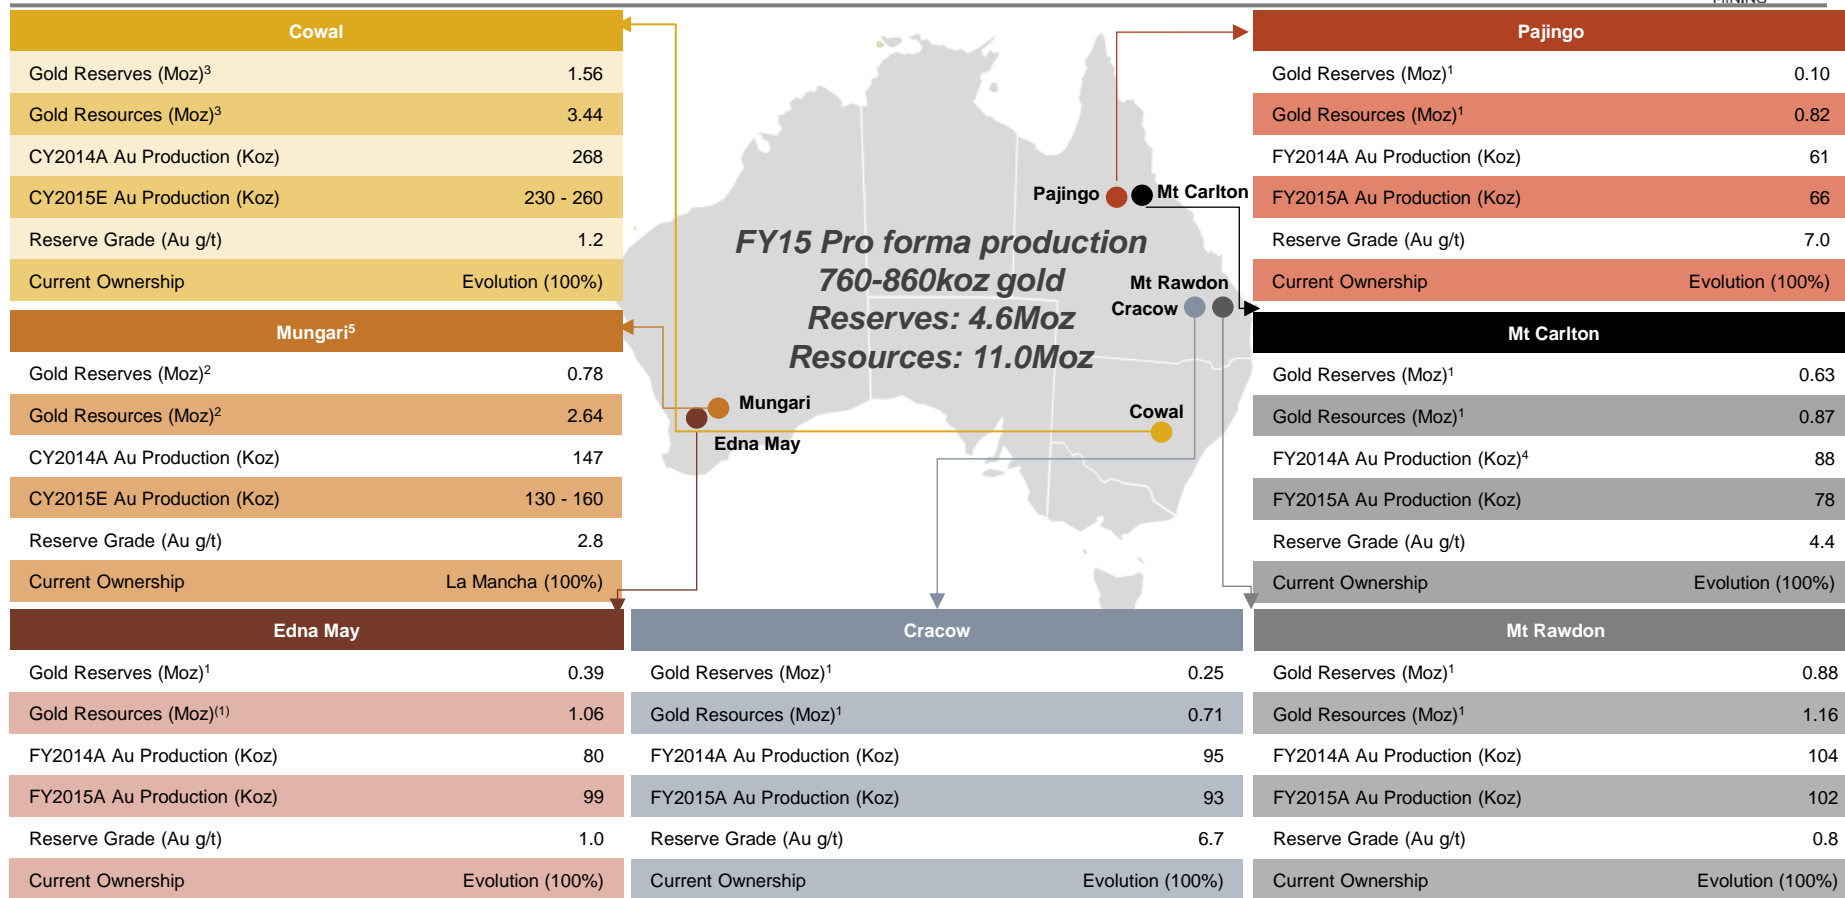 MINING
Cowal
Gold Reserves (Moz)3 1.56
Gold Resources (Moz)3 3.44
CY2014A Au Production (Koz) 268
CY2015E Au Production (Koz) 230 - 260
Reserve Grade (Au g/t) 1.2
Current Ownership Evolution (100%)
Mungari5
Gold Reserves (Moz)2 0.78
Gold Resources (Moz)2 2.64
CY2014A Au Production (Koz) 147
CY2015E Au Production (Koz) 130 - 160
Reserve Grade (Au g/t) 2.8
Current Ownership La Mancha (100%)
Pajingo
Mt Carlton
FY15 Pro forma production
760-860koz gold
Reserves: 4.6Moz
Resources: 11.0Moz
Mt Rawdon
Cracow
Mungari
Edna May
Cowal
Pajingo
Gold Reserves (Moz)1 0.10
Gold Resources (Moz)1 0.82
FY2014A Au Production (Koz) 61
FY2015A Au Production (Koz) 66
Reserve Grade (Au g/t) 7.0
Current Ownership Evolution (100%)
Mt Carlton
Gold Reserves (Moz)1 0.63
Gold Resources (Moz)1 0.87
FY2014A Au Production (Koz)4 88
FY2015A Au Production (Koz) 78
Reserve Grade (Au g/t) 4.4
Current Ownership Evolution (100%)
Edna May
Gold Reserves (Moz)1 0.39
Gold Resources (Moz)(1) 1.06
FY2014A Au Production (Koz) 80
FY2015A Au Production (Koz) 99
Reserve Grade (Au g/t) 1.0
Current Ownership Evolution (100%)
Cracow
Gold Reserves (Moz)1 0.25
Gold Resources (Moz)1 0.71
FY2014A Au Production (Koz) 95
FY2015A Au Production (Koz) 93
Reserve Grade (Au g/t) 6.7
Current Ownership Evolution (100%)
Mt Rawdon
Gold Reserves (Moz)1 0.88
Gold Resources (Moz)1 1.16
FY2014A Au Production (Koz) 104
FY2015A Au Production (Koz) 102
Reserve Grade (Au g/t) 0.8
Current Ownership Evolution (100%)